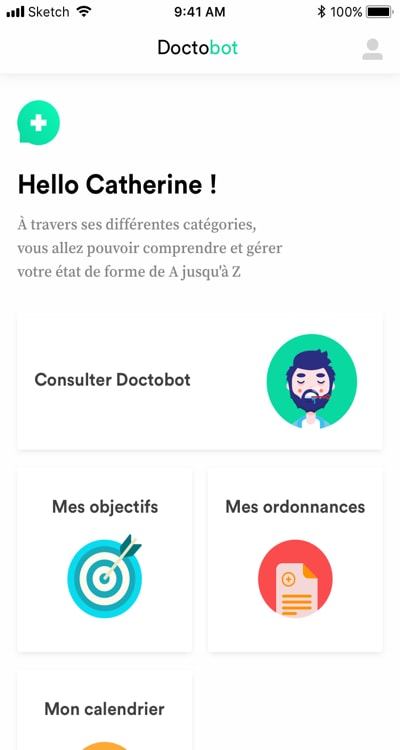 Sketch 9:41 AM 100%
Doctobot
Hello Catherine !
À travers ses différentes catégories,
vous allez pouvoir comprendre et gérer
votre état de forme de A jusqu'à Z
Consulter Doctobot
Mes objectifs
Mes ordonnances
Mon calendrier